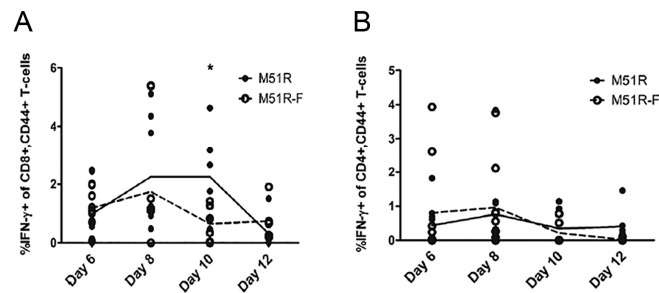 A
%IFN-γ+ of CD8+,CD44+ T-cells
6
4
2
0
*
M51R
M51R-F
Day 6
Day 8
Day 10
Day 12
B
%IFN-γ+ of CD4+,CD44+ T-cells
5
4
3
2
1
0
M51R
M51R-F
Day 6
Day 8
Day 10
Day 12